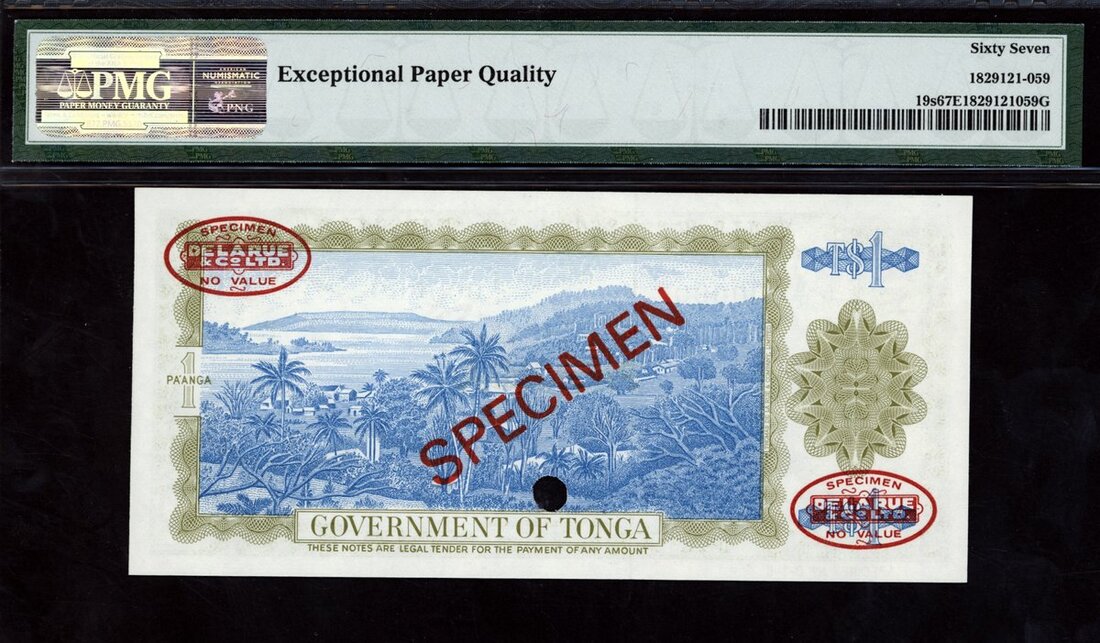 PMG
PAPER MONEY GUARANTY
AMERICAN
NUMISMATIC
ASSOCIATION
PNG
Exceptional Paper Quality
Sixty Seven
1829121-059
19s67E1829121059G
SPECIMEN
DE LA RUE
& CO LTD.
NO VALUE
T$1
1
PA'ANGA
SPECIMEN
SPECIMEN
DE LA RUE
& CO LTD.
NO VALUE
GOVERNMENT OF TONGA
THESE NOTES ARE LEGAL TENDER FOR THE PAYMENT OF ANY AMOUNT